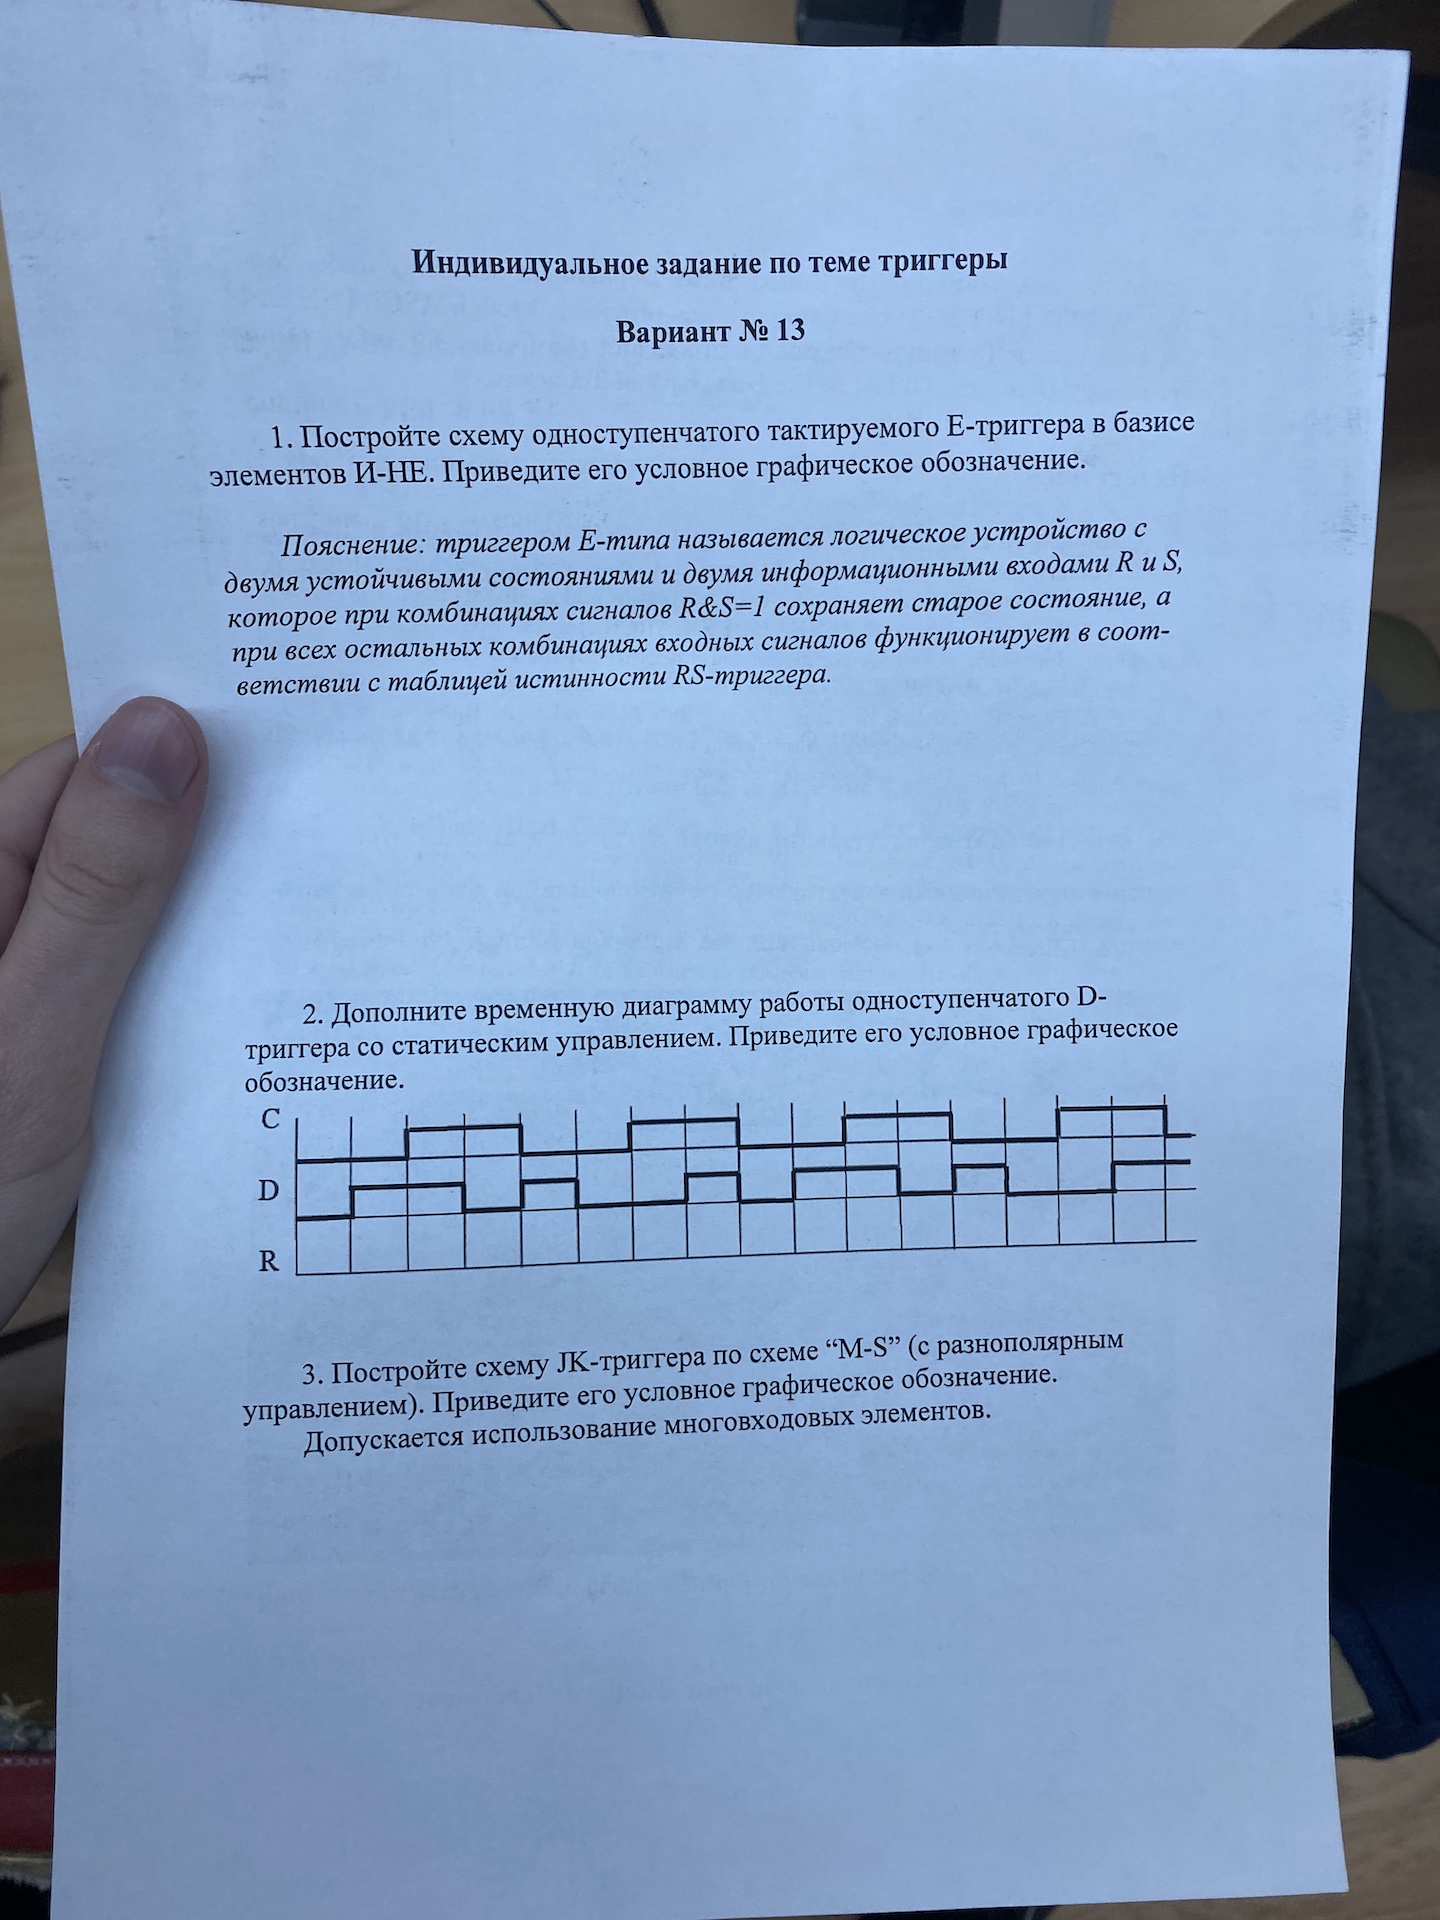 Индивидуальное задание по теме триггеры
Вариант № 13
1. Постройте схему одноступенчатого тактируемого Е-триггера в базисе
элементов И-НЕ. Приведите его условное графическое обозначение.
Пояснение: триггером Е-типа называется логическое устройство с
двумя устойчивыми состояниями и двумя информационными входами R и S,
которое при комбинациях сигналов R&S=1 сохраняет старое состояние, а
при всех остальных комбинациях входных сигналов функционирует в соот-
ветствии с таблицей истинности RS-триггера.
2. Дополните временную диаграмму работы одноступенчатого D-
триггера со статическим управлением. Приведите его условное графическое
обозначение.
C
D
R
3. Постройте схему JK-триггера по схеме “M-S” (с разнополярным
управлением). Приведите его условное графическое обозначение.
Допускается использование многовходовых элементов.